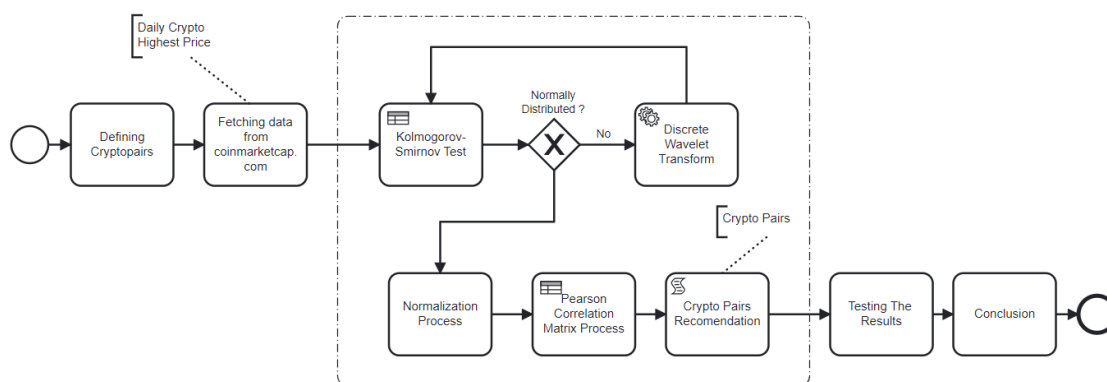 Daily Crypto
Highest Price
Defining
Cryptopairs
Fetching data
from
coinmarketcap.
com
Kolmogorov-
Smirnov Test
Normally
Distributed ?
No
Discrete
Wavelet
Transform
Crypto Pairs
Normalization
Process
Pearson
Correlation
Matrix Process
Crypto Pairs
Recomendation
Testing The
Results
Conclusion